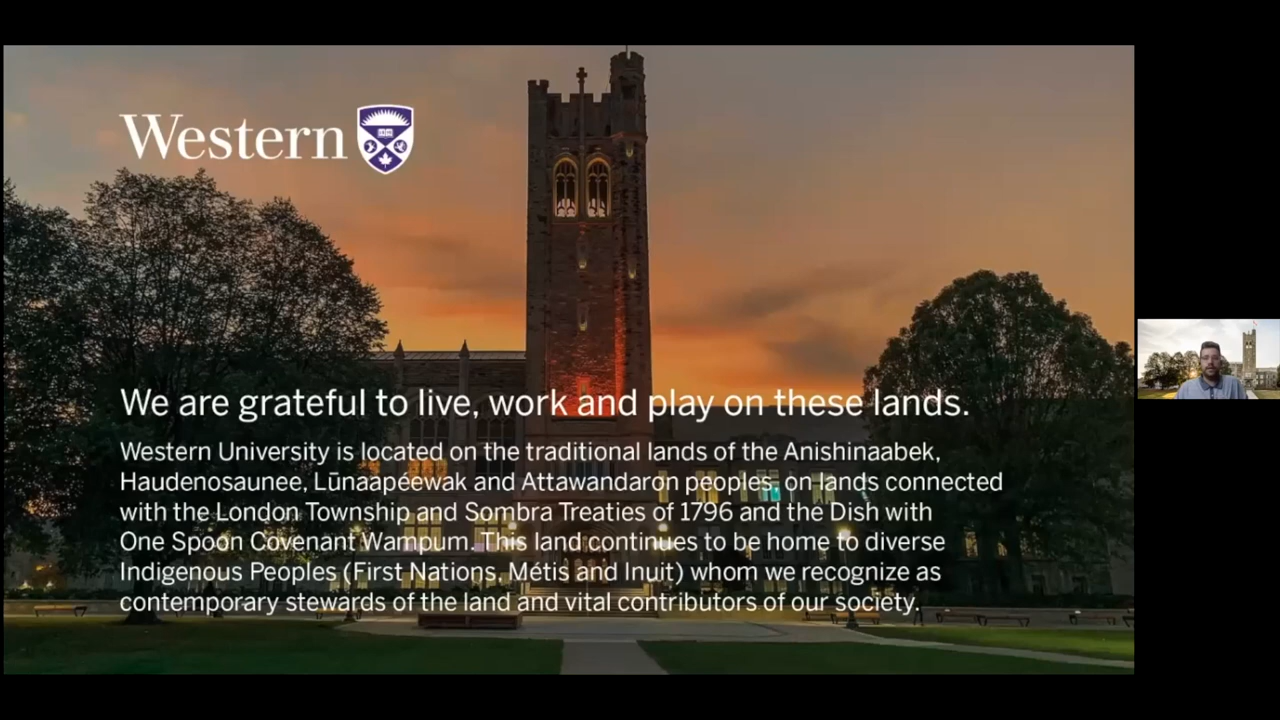 Western
We are grateful to live, work and play on these lands.
Western University is located on the traditional lands of the Anishinaabek,
Haudenosaunee, Lūnaapéewak and Attawandaron peoples, on lands connected
with the London Township and Sombra Treaties of 1796 and the Dish with
One Spoon Covenant Wampum. This land continues to be home to diverse
Indigenous Peoples (First Nations, Métis and Inuit) whom we recognize as
contemporary stewards of the land and vital contributors of our society.